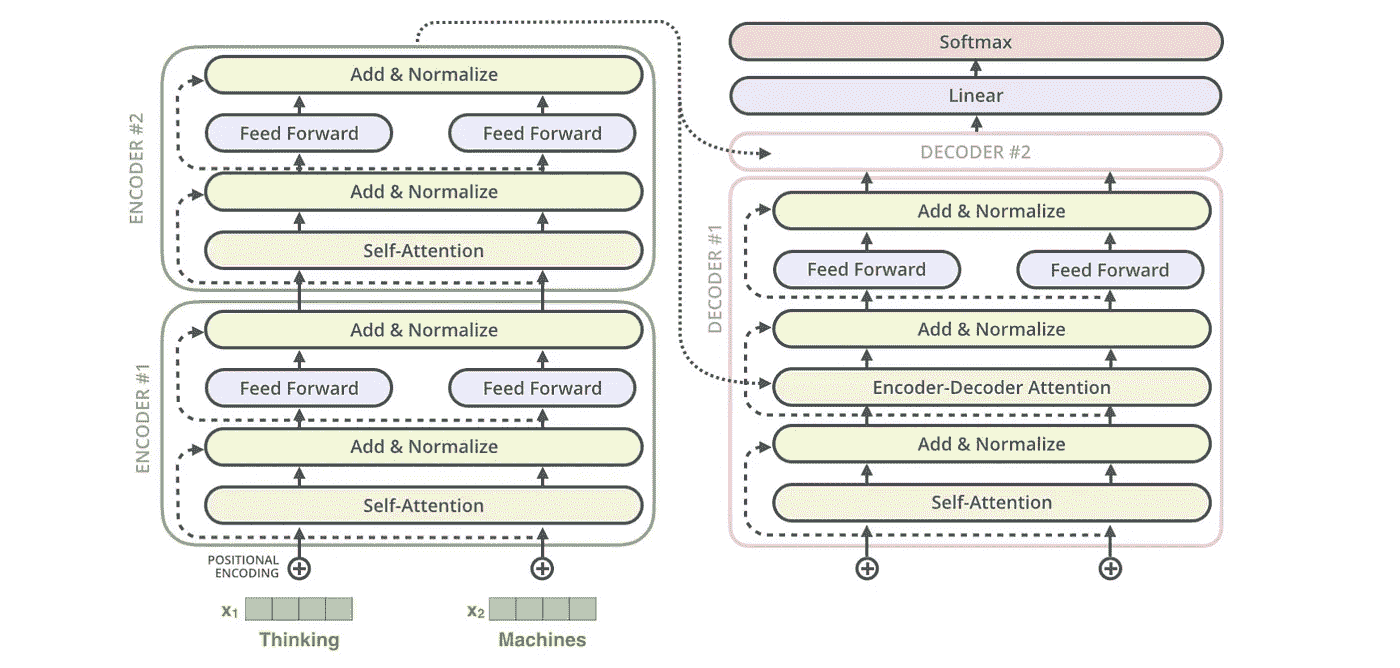 ENCODER #2
Add & Normalize
Feed Forward
Feed Forward
Add & Normalize
Self-Attention
ENCODER #1
Add & Normalize
Feed Forward
Feed Forward
Add & Normalize
Self-Attention
POSITIONAL
ENCODING
x₁
x₂
Thinking
Machines
Softmax
Linear
DECODER #2
DECODER #1
Add & Normalize
Feed Forward
Feed Forward
Add & Normalize
Encoder-Decoder Attention
Add & Normalize
Self-Attention